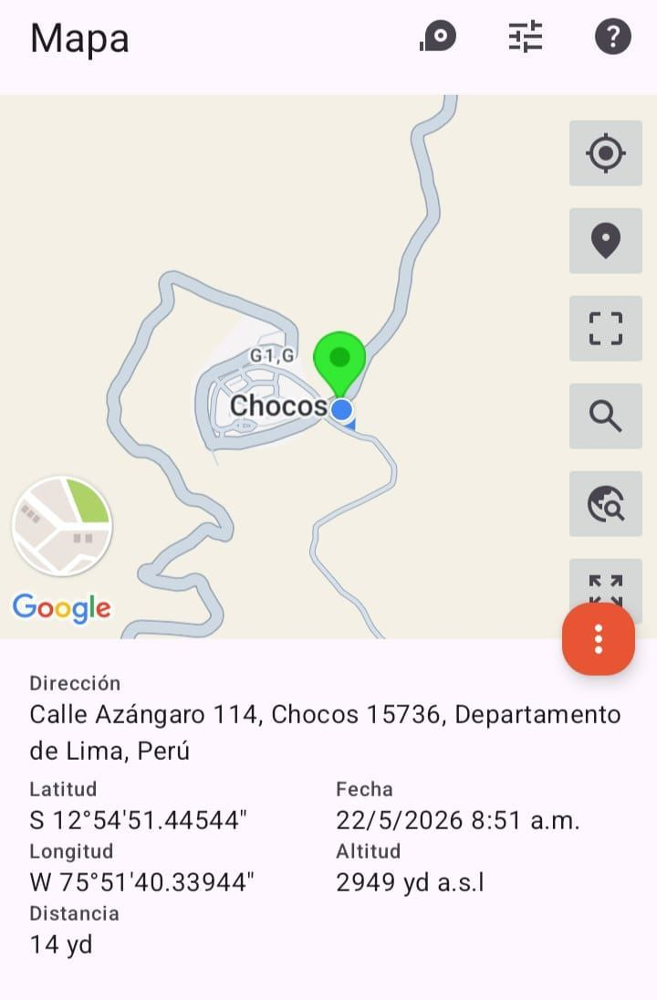 Mapa
G1,G
Chocos
Google
Dirección
Calle Azángaro 114, Chocos 15736, Departamento
de Lima, Perú
Latitud
S 12°54'51.44544"
Fecha
22/5/2026 8:51 a.m.
Longitud
W 75°51'40.33944"
Altitud
2949 yd a.s.l
Distancia
14 yd